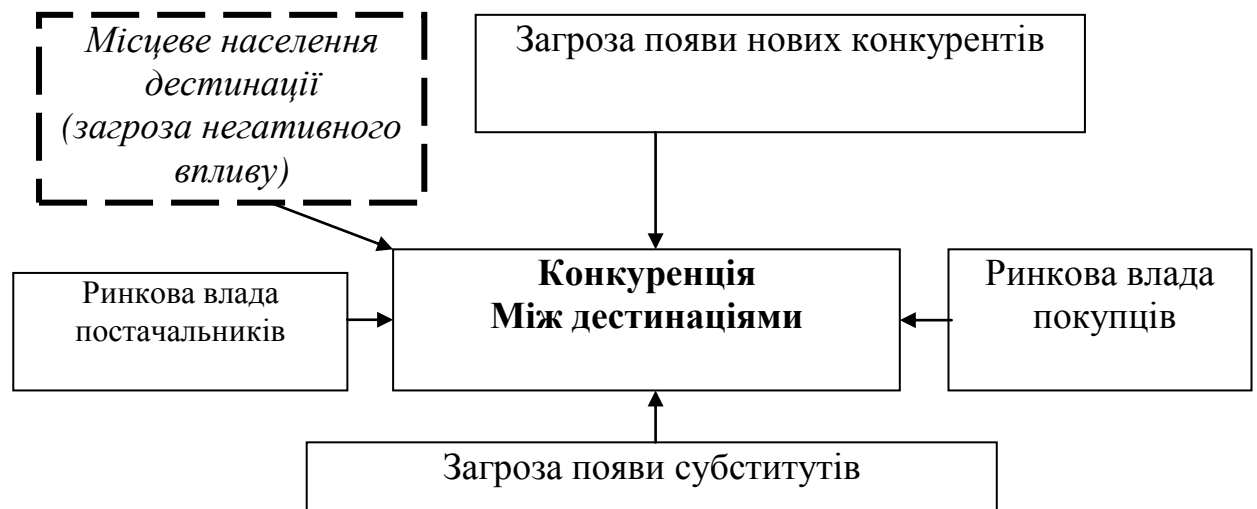 Місцеве населення
дестинації
(загроза негативного
впливу)
Загроза появи нових конкурентів
Ринкова влада
постачальників
Конкуренція
Між дестинаціями
Ринкова влада
покупців
Загроза появи субститутів